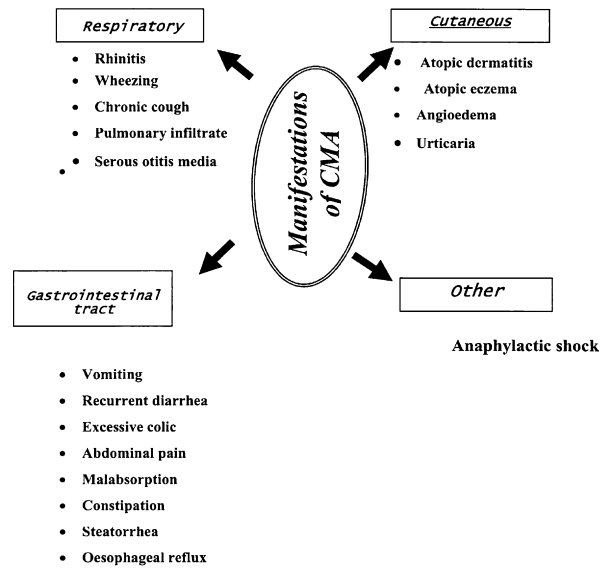 Respiratory
• Rhinitis
• Wheezing
• Chronic cough
• Pulmonary infiltrate
• Serous otitis media
•
Cutaneous
• Atopic dermatitis
• Atopic eczema
• Angioedema
• Urticaria
Manifestations
of CMA
Gastrointestinal
tract
• Vomiting
• Recurrent diarrhea
• Excessive colic
• Abdominal pain
• Malabsorption
• Constipation
• Steatorrhea
• Oesophageal reflux
Other
Anaphylactic shock